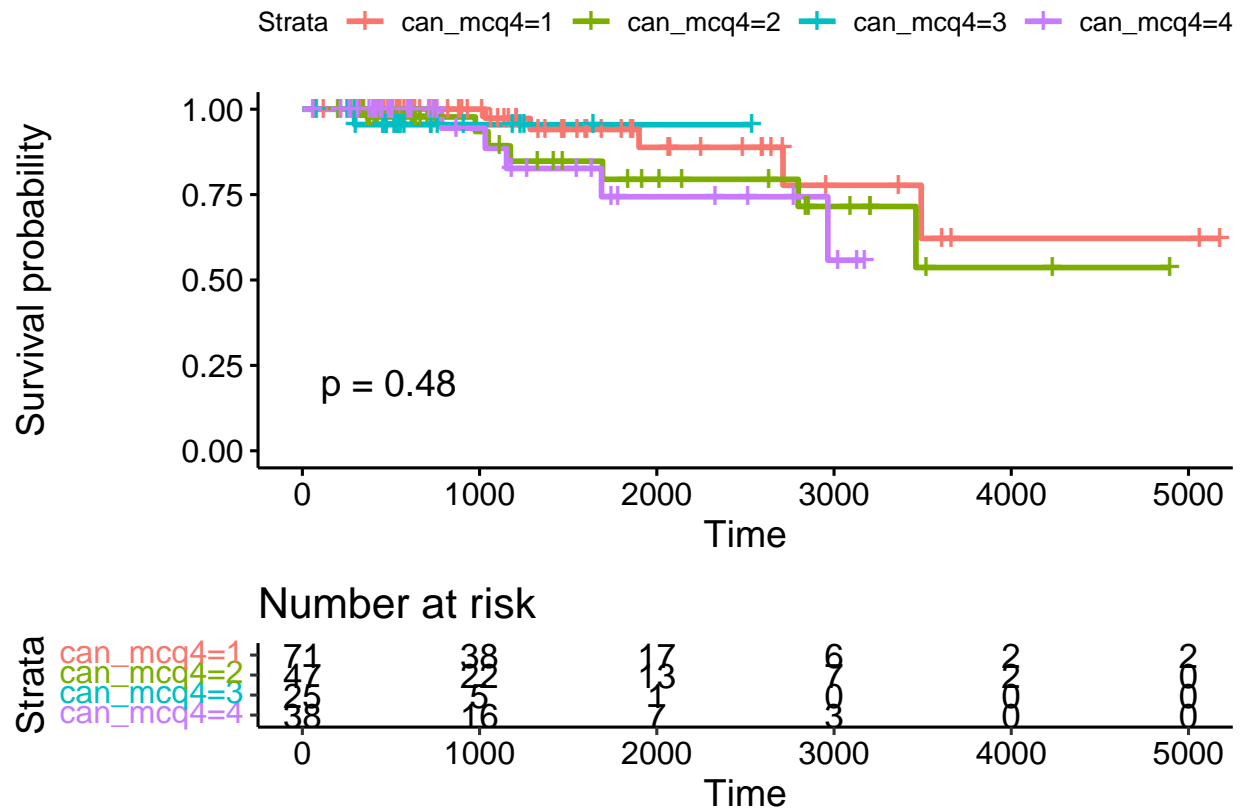 Strata can_mcq4=1 can_mcq4=2 can_mcq4=3 can_mcq4=4
Survival probability
1.00
0.75
0.50
0.25
0.00
p = 0.48
0 1000 2000 3000 4000 5000
Time
Number at risk
Strata
can_mcq4=1 71 38 17 6 2 2
can_mcq4=2 47 22 13 7 2 0
can_mcq4=3 25 5 1 0 0 0
can_mcq4=4 38 16 7 3 0 0
0 1000 2000 3000 4000 5000
Time